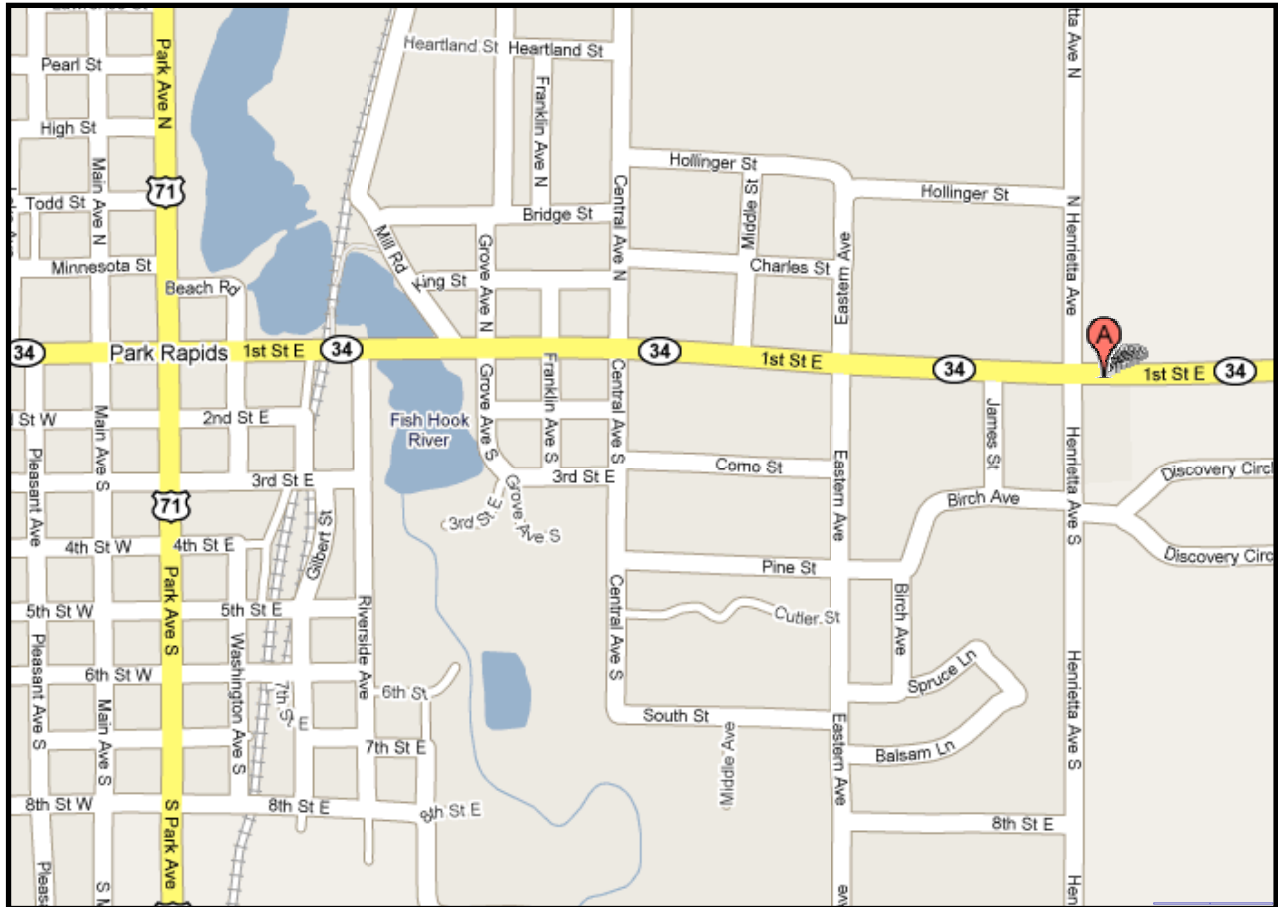 Park Ave N
Heartland St
Heartland St
Pearl St
Franklin Ave N
High St
Main Ave N
Hollinger St
71
Central Ave N
Middle St
Hollinger St
Todd St
N Henrietta Ave
Bridge St
Mill Rd
Grove Ave N
Eastern Ave
Minnesota St
Charles St
Beach Rd
King St
A
34
Park Rapids
1st St E
34
34
1st St E
34
1st St E
34
Franklin Ave S
Central Ave S
Grove Ave S
Main Ave S
2nd St E
Fish Hook
River
James St
Henrietta Ave S
Pleasant Ave
Como St
Eastern Ave
Discovery Circ
3rd St E
3rd St E
Birch Ave
71
3rd St E
Grove Ave S
Gilbert St
4th St W
4th St E
Discovery Circ
Pine St
Park Ave S
Central Ave S
Birch Ave
5th St W
5th St E
Riverside Ave
Cutler St
Pleasant Ave S
Washington Ave S
Henrietta Ave S
6th St W
Spruce Ln
7th St E
6th St
Main Ave S
South St
Middle Ave
Eastern Ave
7th St E
Balsam Ln
8th St W
S Park Ave
8th St E
8th St E
8th St E
Pleas
S M
Ave
Hen